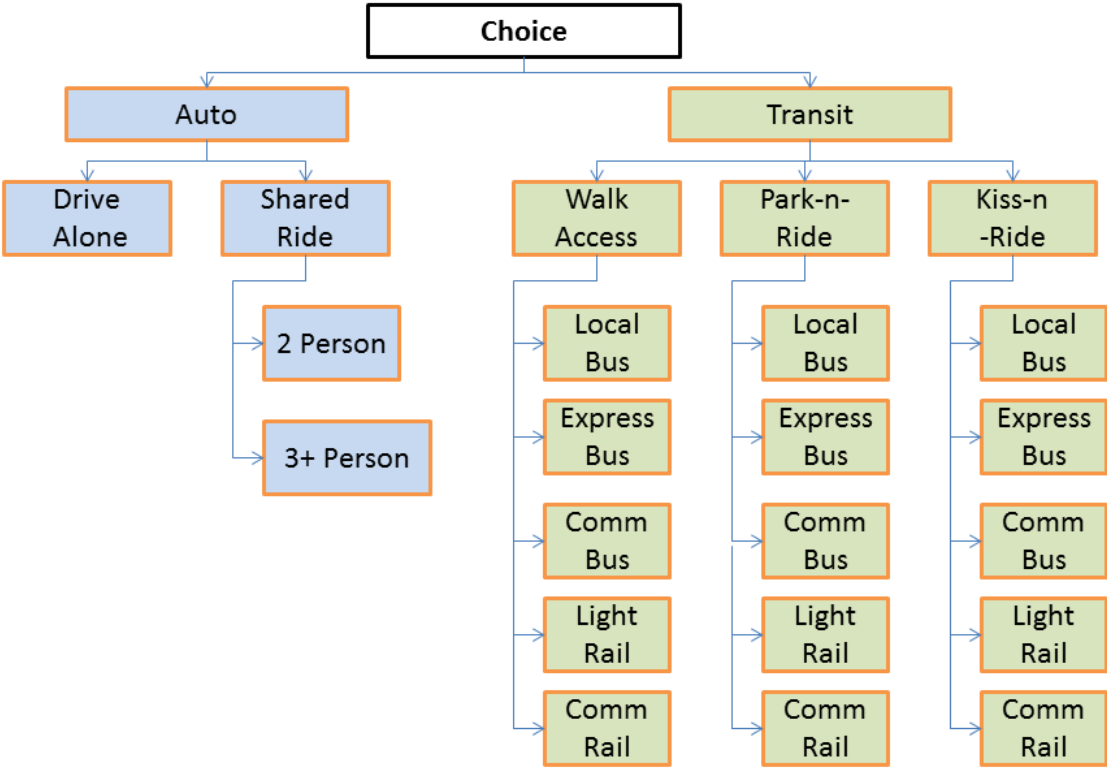 Choice
Auto
Transit
Drive
Alone
Shared
Ride
Walk
Access
Park-n-
Ride
Kiss-n
-Ride
2 Person
3+ Person
Local
Bus
Express
Bus
Comm
Bus
Light
Rail
Comm
Rail
Local
Bus
Express
Bus
Comm
Bus
Light
Rail
Comm
Rail
Local
Bus
Express
Bus
Comm
Bus
Light
Rail
Comm
Rail